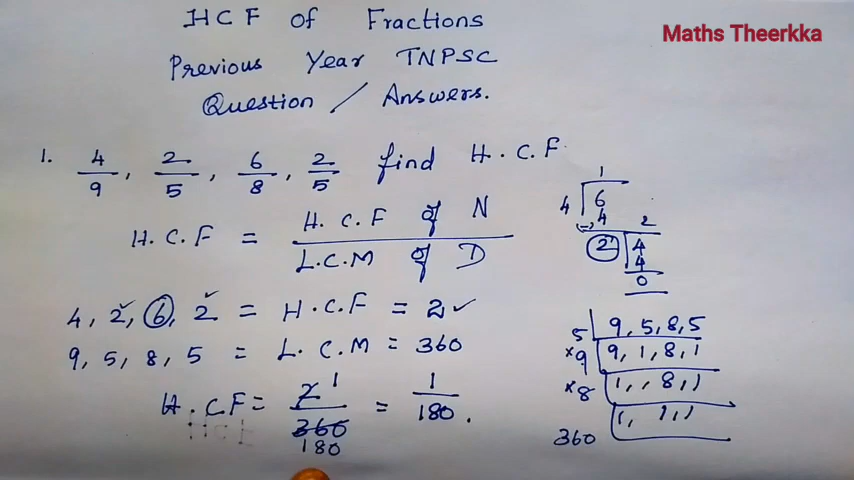 HCF of Fractions
Maths Theerkka
Previous Year TNPSC
Question / Answers.
1. 4/9, 2/5, 6/8, 2/5 find H.C.F
H.C.F = H.C.F of N / L.C.M of D
4, 2, 6, 2 = H.C.F = 2 ✓
9, 5, 8, 5 = L.C.M = 360
H.C.F = 2 1 / 360 180 = 1/180.
HCF
1
4 6
(-) 4 2
2 4
4
0
5 9, 5, 8, 5
×9 9, 1, 8, 1
×8 1, , 8, 1
360 1, 1, 1